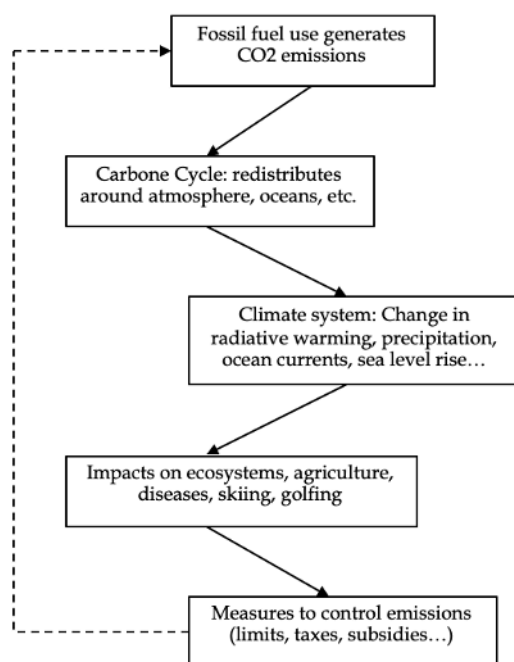 Fossil fuel use generates
CO2 emissions
Carbone Cycle: redistributes
around atmosphere, oceans, etc.
Climate system: Change in
radiative warming, precipitation,
ocean currents, sea level rise…
Impacts on ecosystems, agriculture,
diseases, skiing, golfing
Measures to control emissions
(limits, taxes, subsidies…)